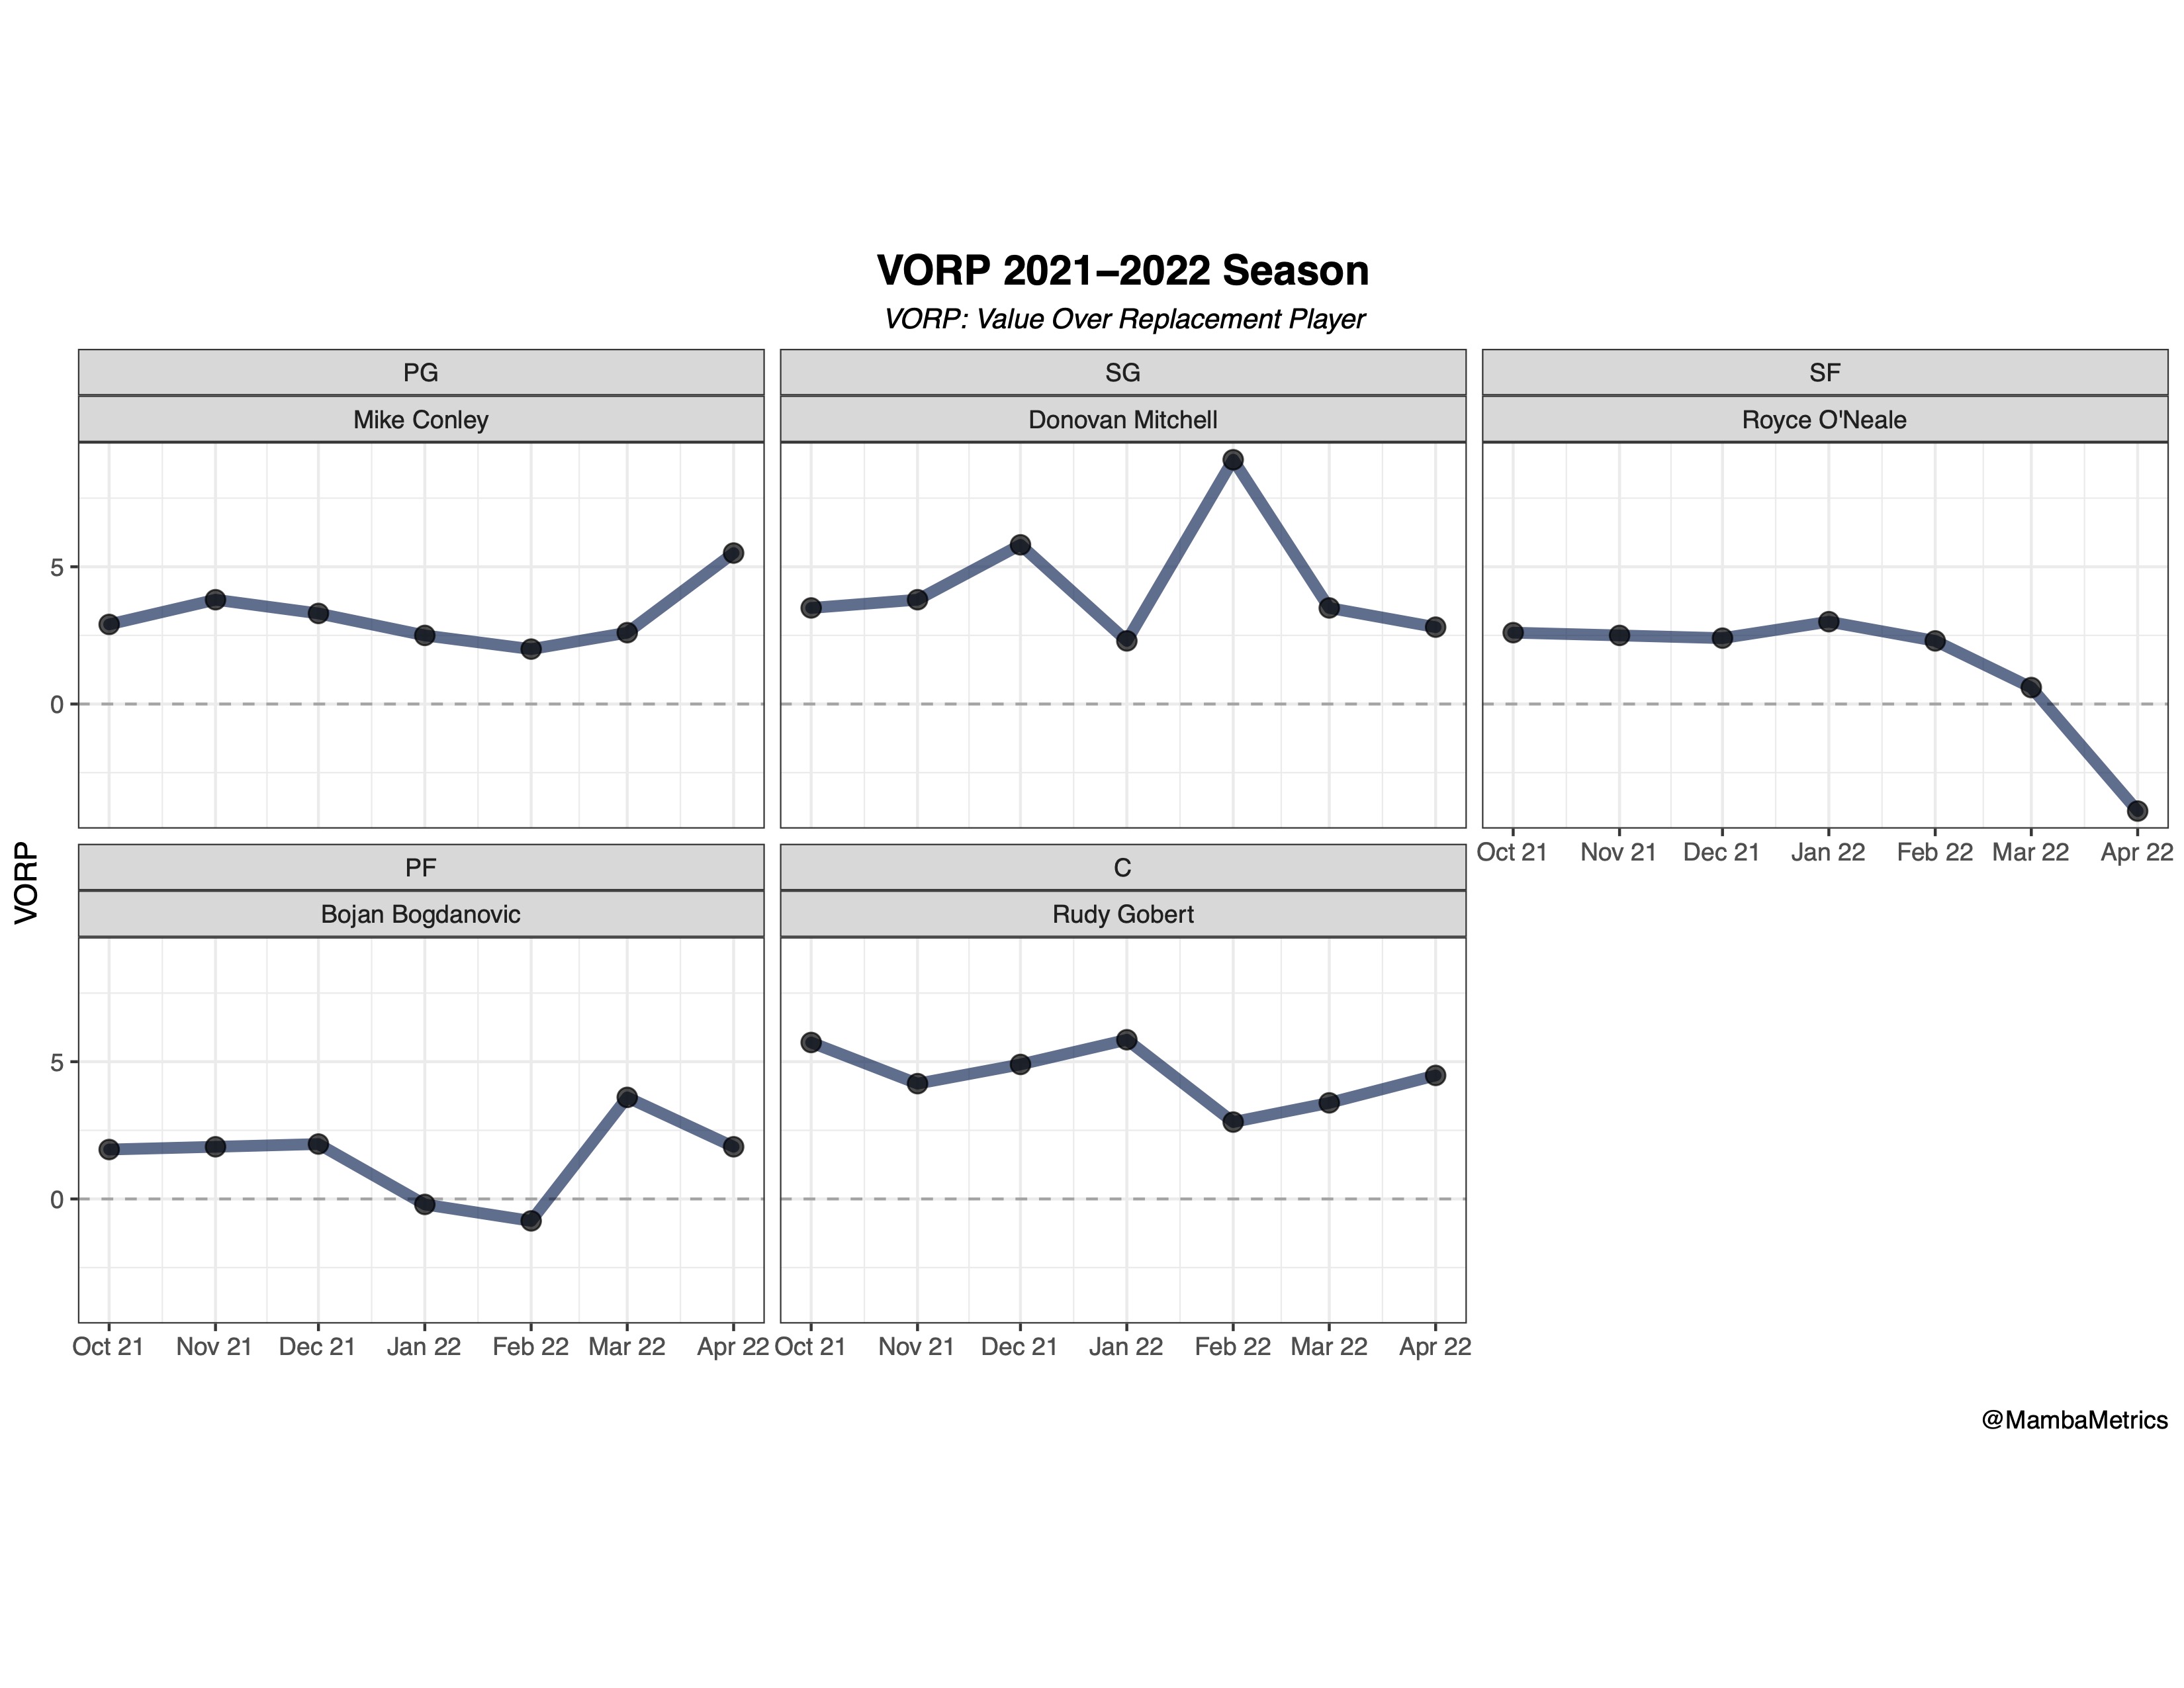 VORP 2021–2022 Season
VORP: Value Over Replacement Player
PG
SG
SF
Mike Conley
Donovan Mitchell
Royce O'Neale
5
0
Oct 21 Nov 21 Dec 21 Jan 22 Feb 22 Mar 22 Apr 22
VORP
PF
C
Bojan Bogdanovic
Rudy Gobert
5
0
Oct 21 Nov 21 Dec 21 Jan 22 Feb 22 Mar 22 Apr 22
Oct 21 Nov 21 Dec 21 Jan 22 Feb 22 Mar 22 Apr 22
@MambaMetrics